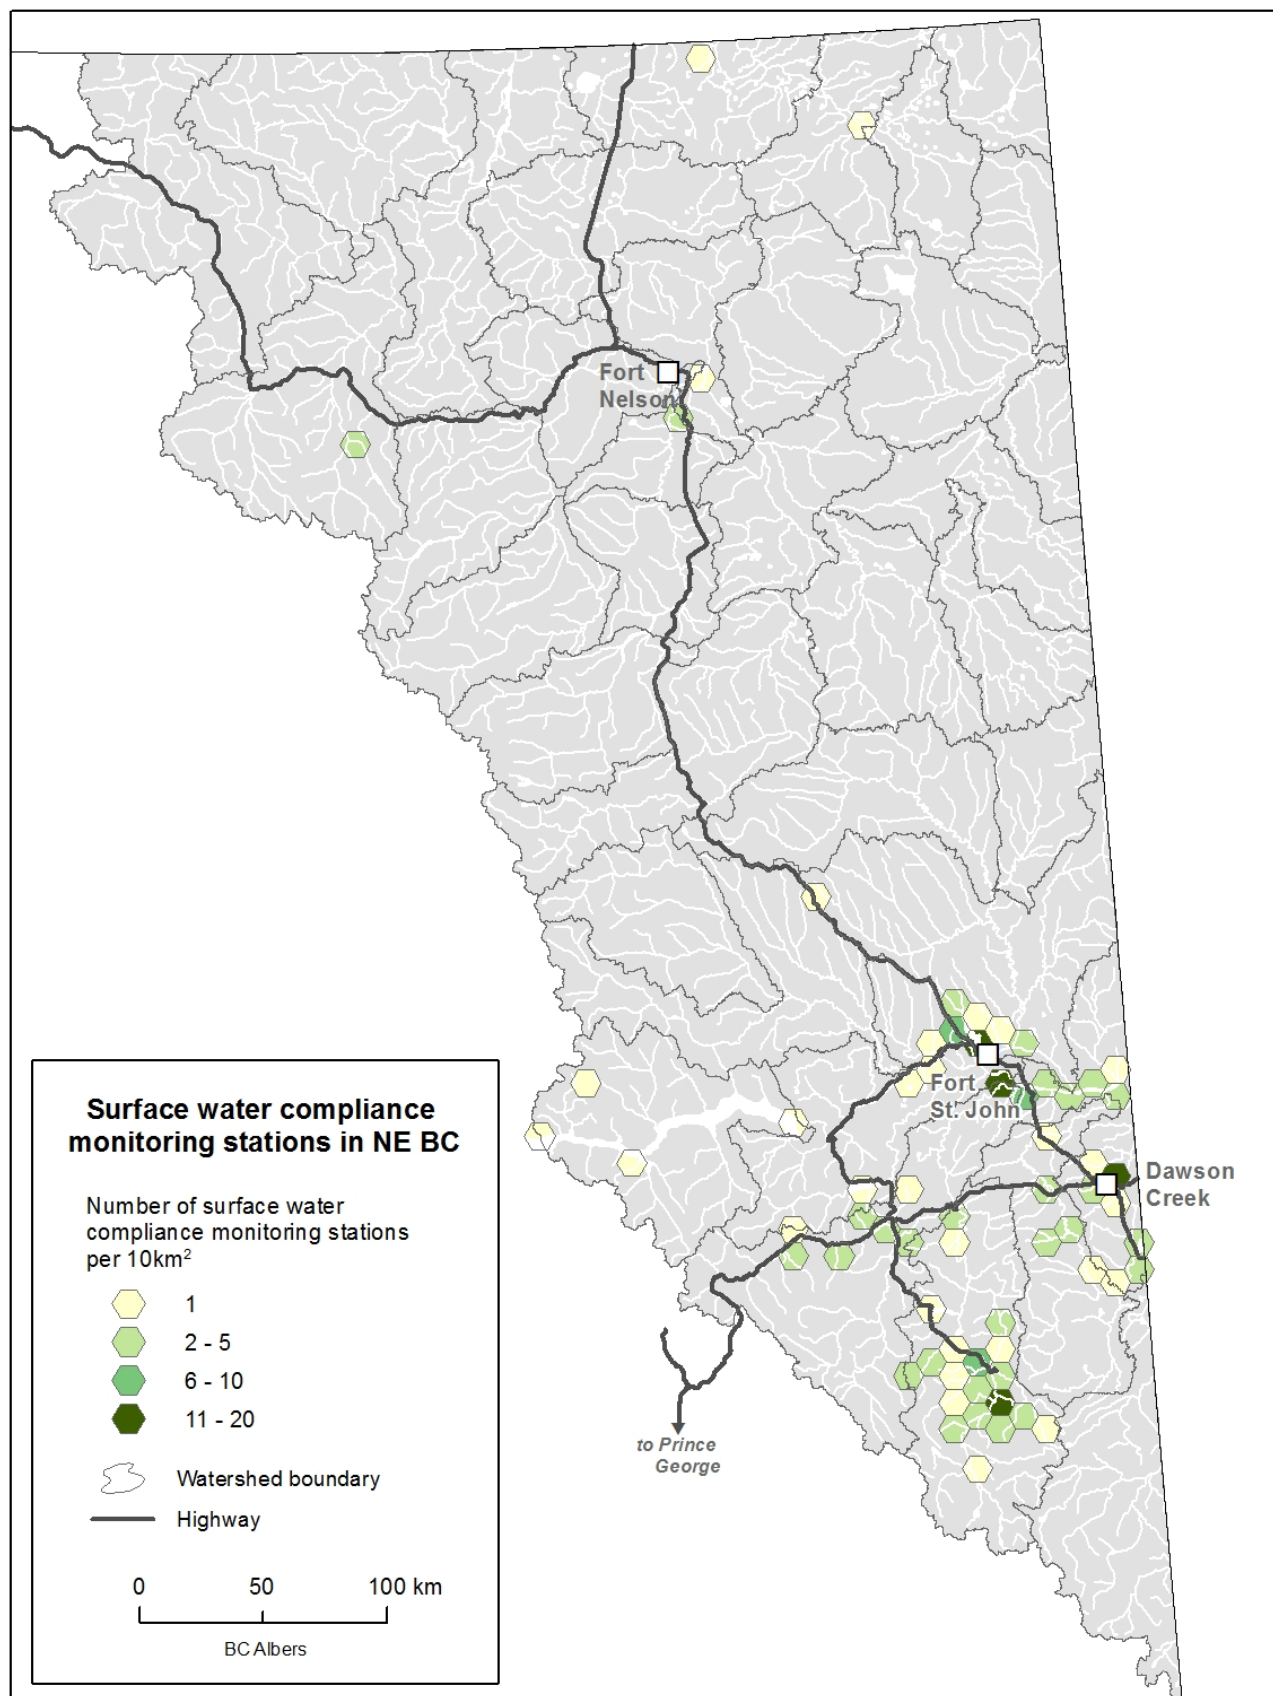 Fort
Nelson
Fort
St. John
Dawson
Creek
to Prince
George
Surface water compliance
monitoring stations in NE BC
Number of surface water
compliance monitoring stations
per 10km²
1
2 - 5
6 - 10
11 - 20
Watershed boundary
Highway
0 50 100 km
BC Albers